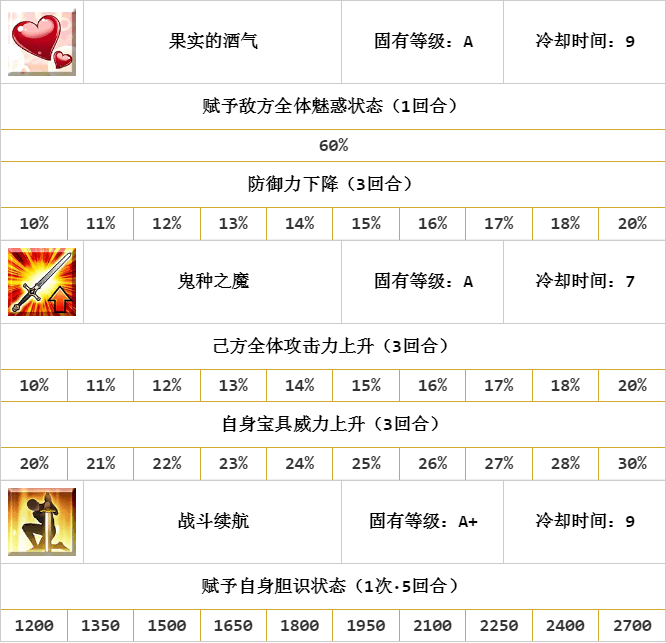 果实的酒气 固有等级：A 冷却时间：9
赋予敌方全体魅惑状态（1回合）
60%
防御力下降（3回合）
10% 11% 12% 13% 14% 15% 16% 17% 18% 20%
鬼种之魔 固有等级：A 冷却时间：7
己方全体攻击力上升（3回合）
10% 11% 12% 13% 14% 15% 16% 17% 18% 20%
自身宝具威力上升（3回合）
20% 21% 22% 23% 24% 25% 26% 27% 28% 30%
战斗续航 固有等级：A+ 冷却时间：9
赋予自身胆识状态（1次·5回合）
1200 1350 1500 1650 1800 1950 2100 2250 2400 2700